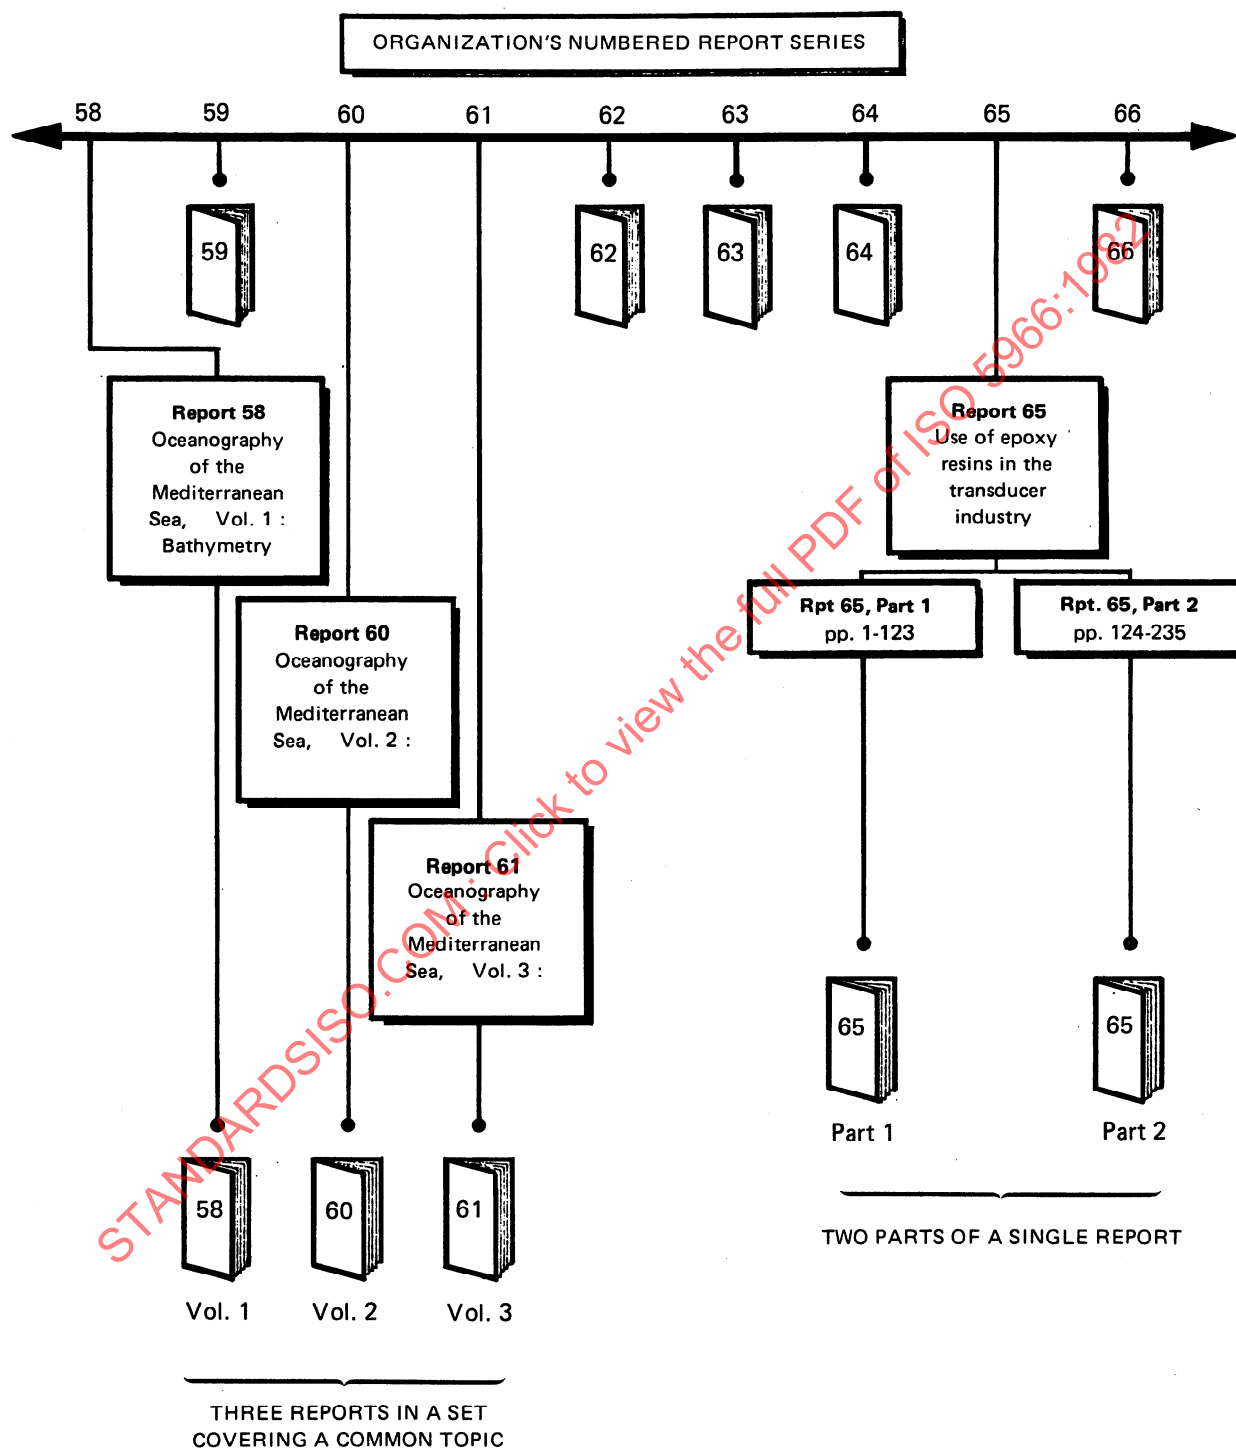 ORGANIZATION'S NUMBERED REPORT SERIES
58 59 60 61 62 63 64 65 66
59
62
63
64
66
Report 58
Oceanography
of the
Mediterranean
Sea, Vol. 1 :
Bathymetry
Report 65
Use of epoxy
resins in the
transducer
industry
Rpt 65, Part 1
pp. 1-123
Rpt. 65, Part 2
pp. 124-235
Report 60
Oceanography
of the
Mediterranean
Sea, Vol. 2 :
Report 61
Oceanography
of the
Mediterranean
Sea, Vol. 3 :
65
65
Part 1
Part 2
TWO PARTS OF A SINGLE REPORT
58
60
61
Vol. 1
Vol. 2
Vol. 3
THREE REPORTS IN A SET
COVERING A COMMON TOPIC
STANDARDSISO.COM : Click to view the full PDF of ISO 5966:1982